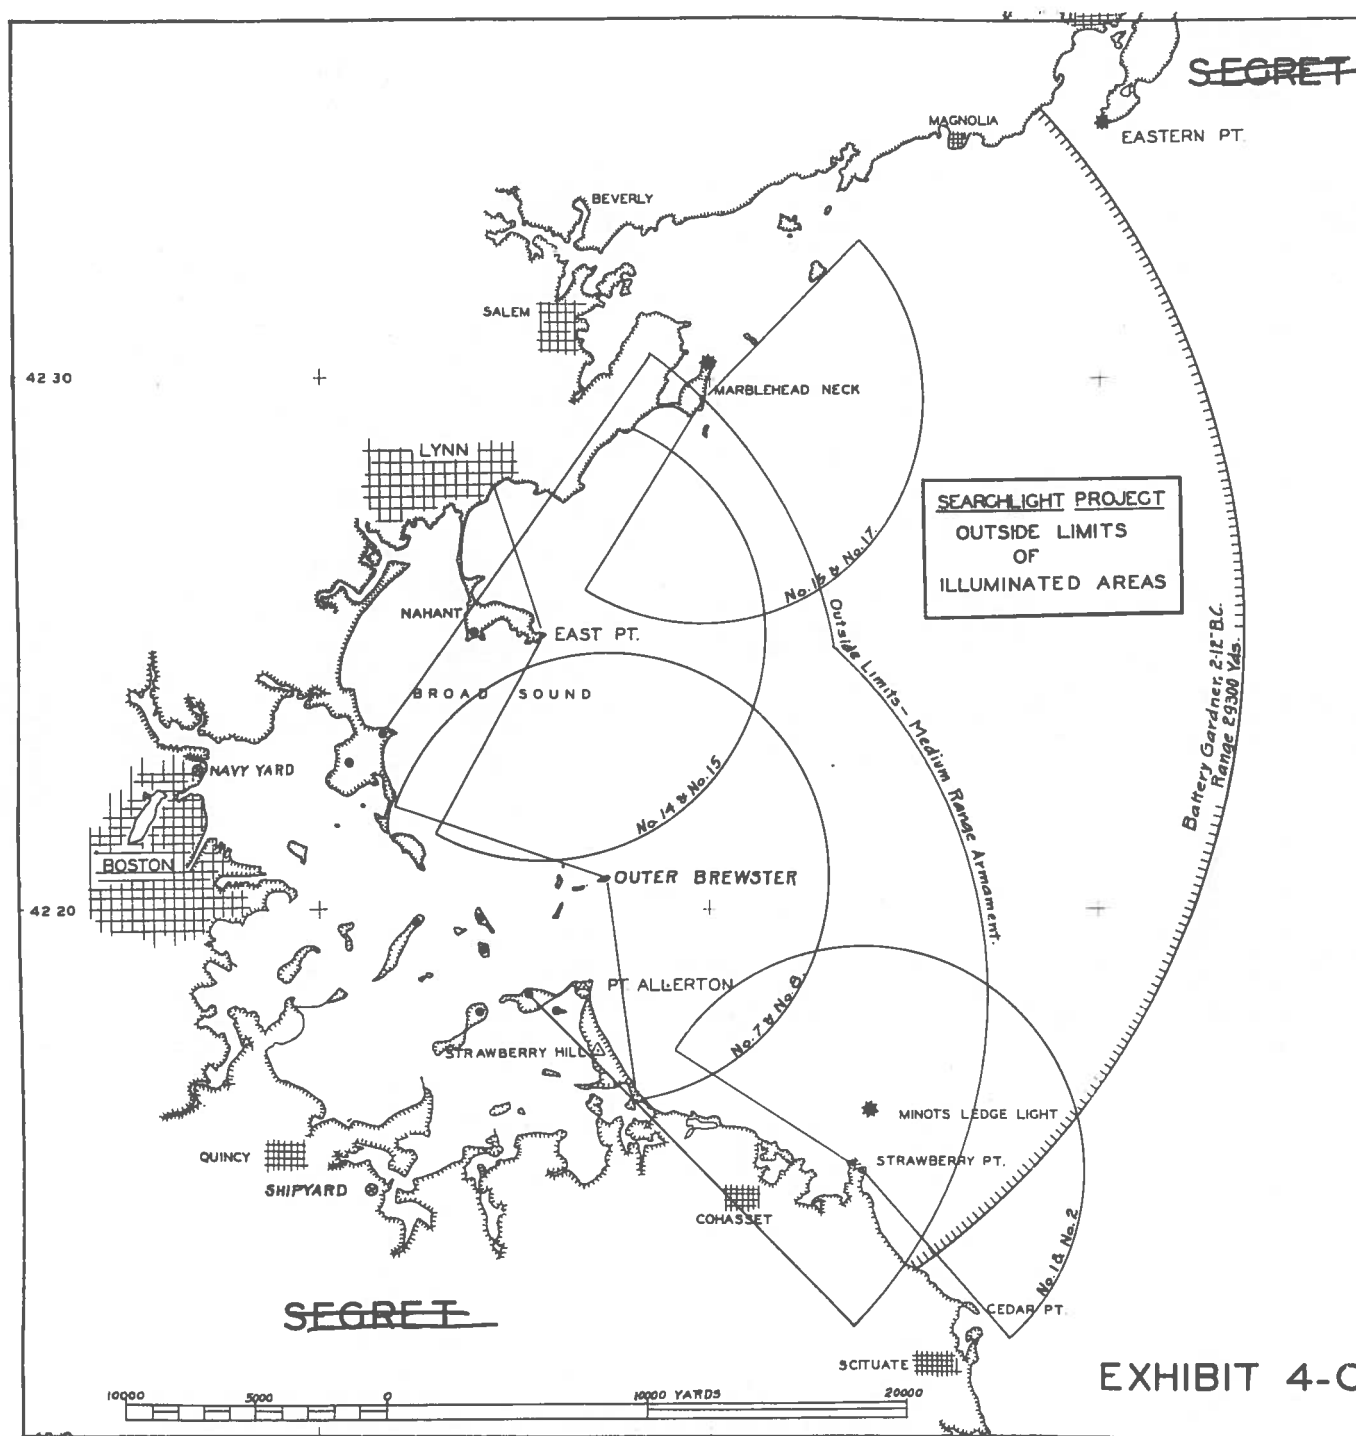 SECRET
MAGNOLIA
EASTERN PT.
BEVERLY
SALEM
42 30
MARBLEHEAD NECK
LYNN
SEARCHLIGHT PROJECT
OUTSIDE LIMITS
OF
ILLUMINATED AREAS
No. 16 & No. 17.
NAHANT
EAST PT.
Outside Limits - Medium Range Armament.
BROAD SOUND
Battery Gardner, 2-12" B.C.
Range 29300 Yds.
NAVY YARD
No. 14 & No. 15
BOSTON
OUTER BREWSTER
42 20
PT. ALLERTON
No. 7 & No. 8.
STRAWBERRY HILL
MINOTS LEDGE LIGHT
QUINCY
STRAWBERRY PT.
SHIPYARD
COHASSET
No. 1 & No. 2
SECRET
CEDAR PT.
SCITUATE
EXHIBIT 4-C
10000 5000 0 10000 YARDS 20000